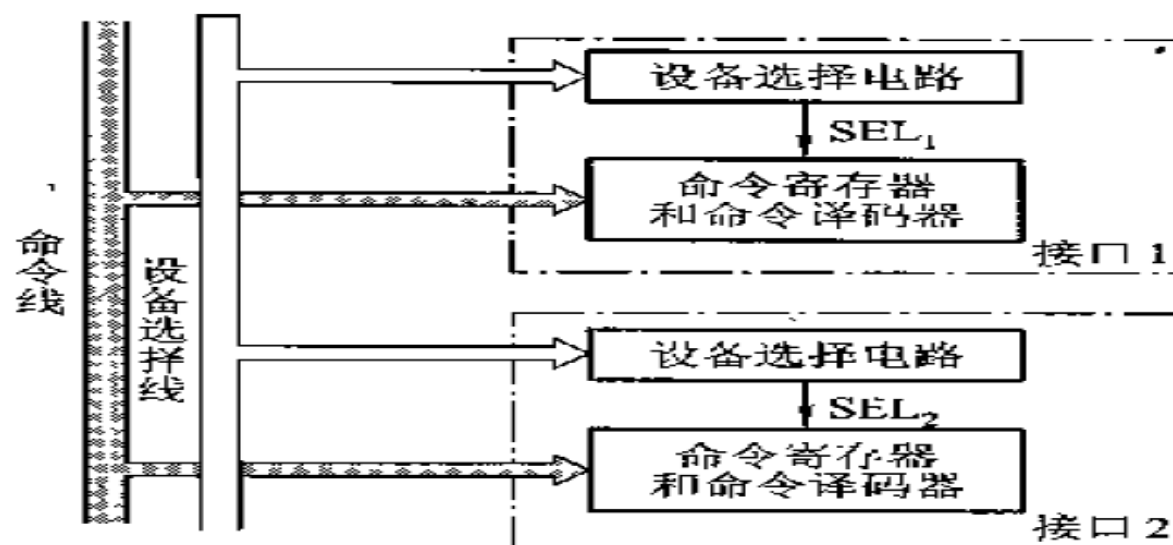 设备选择电路
SEL₁
命令寄存器
和命令译码器
接口 1
命令线
设备选择线
设备选择电路
SEL₂
命令寄存器
和命令译码器
接口 2